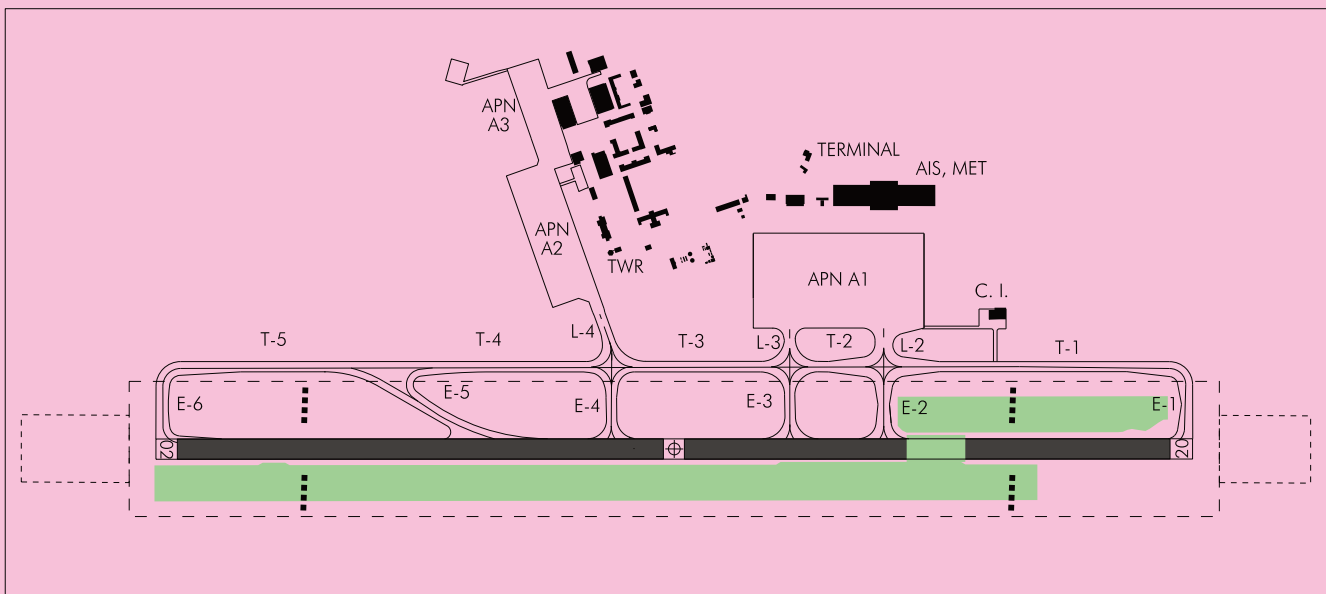 APN
A3
TERMINAL
AIS, MET
APN
A2
TWR
APN A1
C. I.
T-5
T-4
L-4
T-3
L-3
T-2
L-2
T-1
E-6
E-5
E-4
E-3
E-2
E-1
02
20